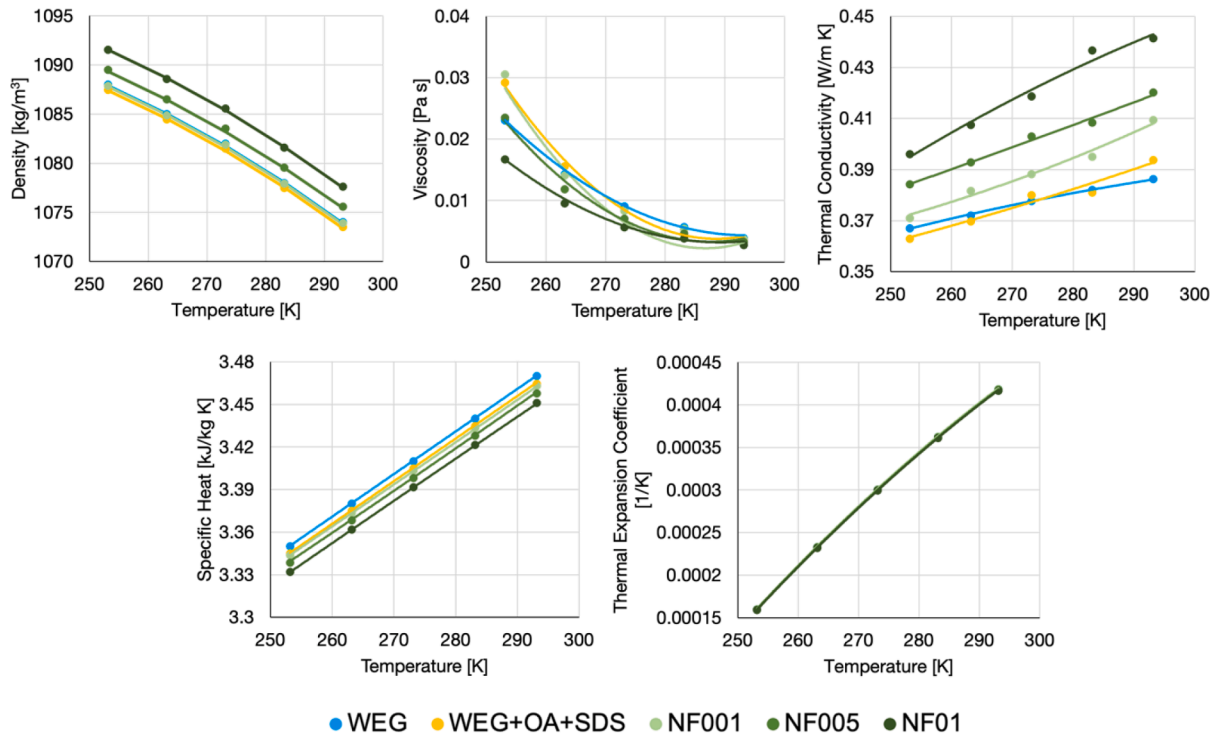 1095
1090
1085
1080
1075
1070
Density [kg/m³]
250 260 270 280 290 300
Temperature [K]
0.04
0.03
0.02
0.01
0
Viscosity [Pa s]
250 260 270 280 290 300
Temperature [K]
0.45
0.43
0.41
0.39
0.37
0.35
Thermal Conductivity [W/m K]
250 260 270 280 290 300
Temperature [K]
3.48
3.45
3.42
3.39
3.36
3.33
3.3
Specific Heat [kJ/kg K]
250 260 270 280 290 300
Temperature [K]
0.00045
0.0004
0.00035
0.0003
0.00025
0.0002
0.00015
Thermal Expansion Coefficient
[1/K]
250 260 270 280 290 300
Temperature [K]
WEG WEG+OA+SDS NF001 NF005 NF01